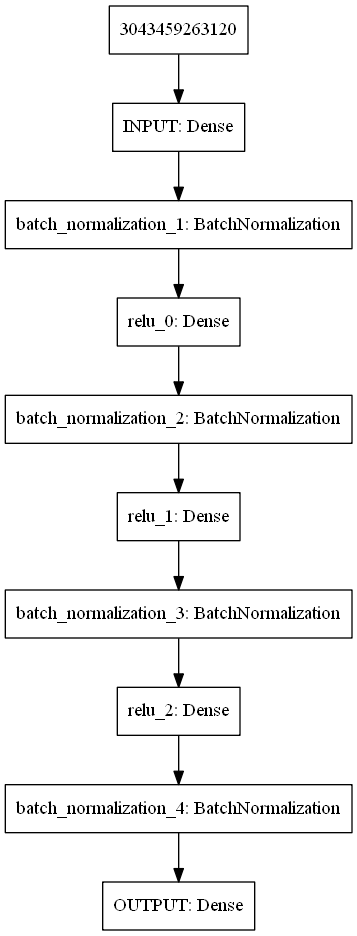 3043459263120
INPUT: Dense
batch_normalization_1: BatchNormalization
relu_0: Dense
batch_normalization_2: BatchNormalization
relu_1: Dense
batch_normalization_3: BatchNormalization
relu_2: Dense
batch_normalization_4: BatchNormalization
OUTPUT: Dense